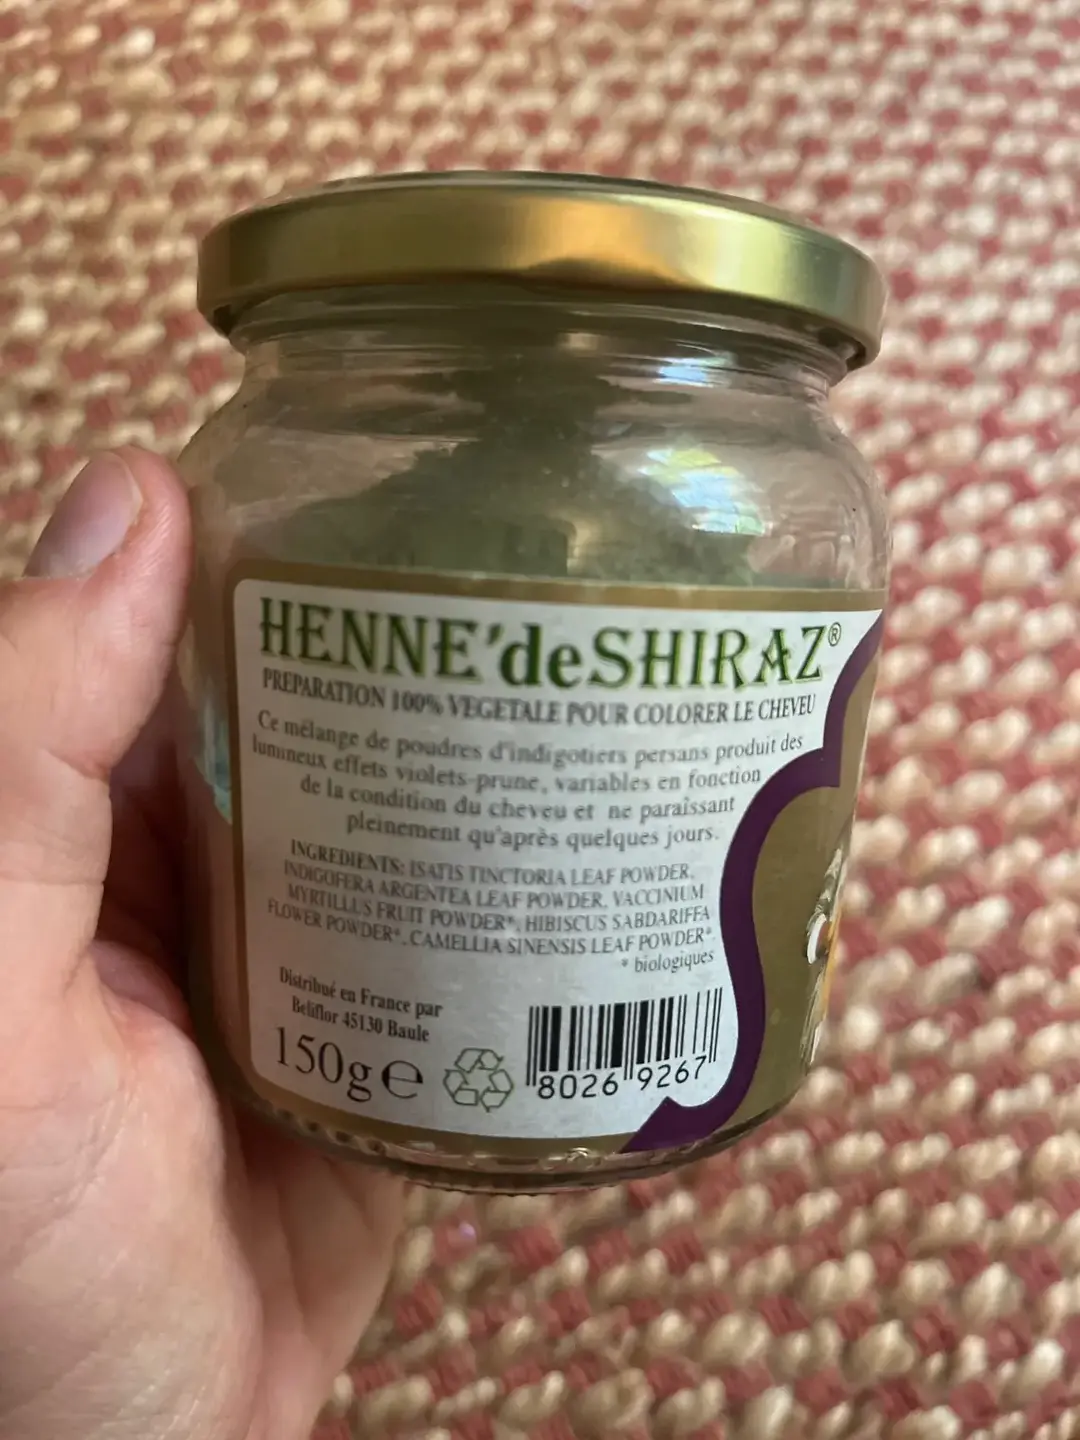 HENNE'deSHIRAZ®
PREPARATION 100% VEGETALE POUR COLORER LE CHEVEU
Ce mélange de poudres d'indigotiers persans produit des
lumineux effets violets-prune, variables en fonction
de la condition du cheveu et ne paraîssant
pleinement qu'après quelques jours.
INGREDIENTS: ISATIS TINCTORIA LEAF POWDER,
INDIGOFERA ARGENTEA LEAF POWDER, VACCINIUM
MYRTILLUS FRUIT POWDER*, HIBISCUS SABDARIFFA
FLOWER POWDER*, CAMELLIA SINENSIS LEAF POWDER*
* biologiques
Distribué en France par
Beliflor 45130 Baule
150g ℮
8026 9267